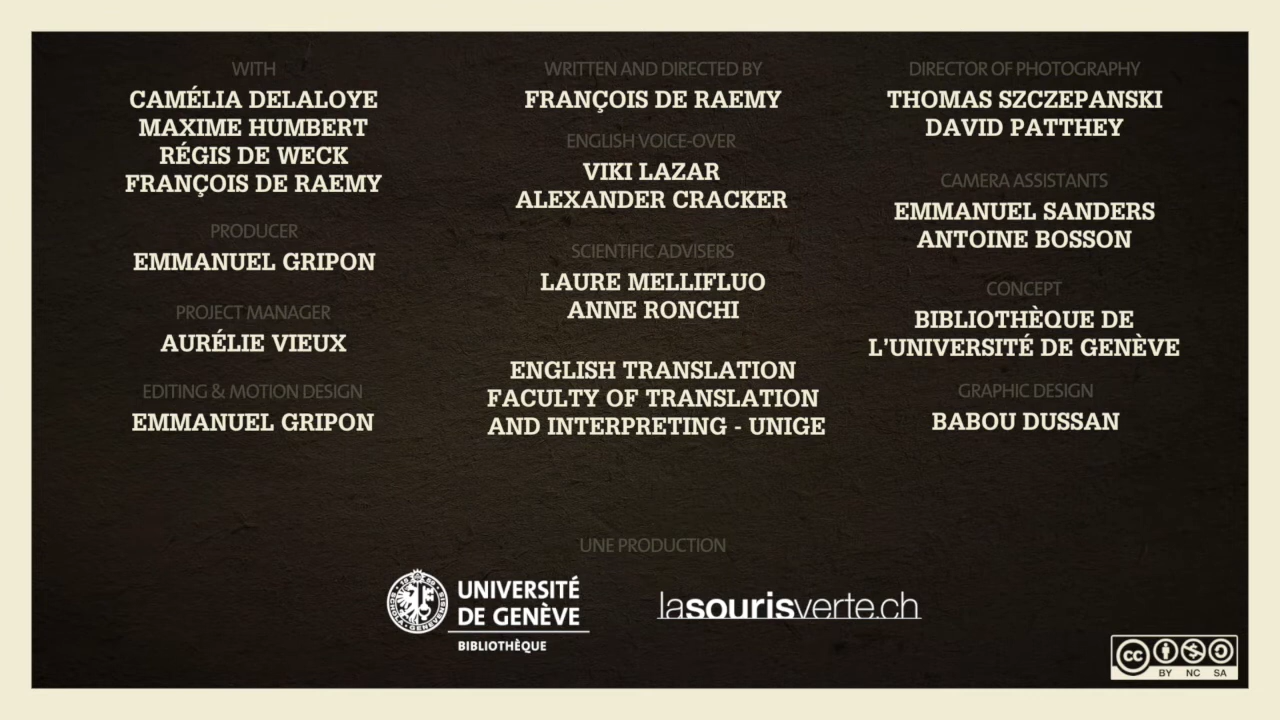 WITH
CAMÉLIA DELALOYE
MAXIME HUMBERT
RÉGIS DE WECK
FRANÇOIS DE RAEMY
PRODUCER
EMMANUEL GRIPON
PROJECT MANAGER
AURÉLIE VIEUX
EDITING & MOTION DESIGN
EMMANUEL GRIPON
WRITTEN AND DIRECTED BY
FRANÇOIS DE RAEMY
ENGLISH VOICE-OVER
VIKI LAZAR
ALEXANDER CRACKER
SCIENTIFIC ADVISERS
LAURE MELLIFLUO
ANNE RONCHI
ENGLISH TRANSLATION
FACULTY OF TRANSLATION
AND INTERPRETING - UNIGE
DIRECTOR OF PHOTOGRAPHY
THOMAS SZCZEPANSKI
DAVID PATTHEY
CAMERA ASSISTANTS
EMMANUEL SANDERS
ANTOINE BOSSON
CONCEPT
BIBLIOTHÈQUE DE
L'UNIVERSITÉ DE GENÈVE
GRAPHIC DESIGN
BABOU DUSSAN
UNE PRODUCTION
UNIVERSITÉ
DE GENÈVE
BIBLIOTHÈQUE
lasourisverte.ch
cc
BY NC SA